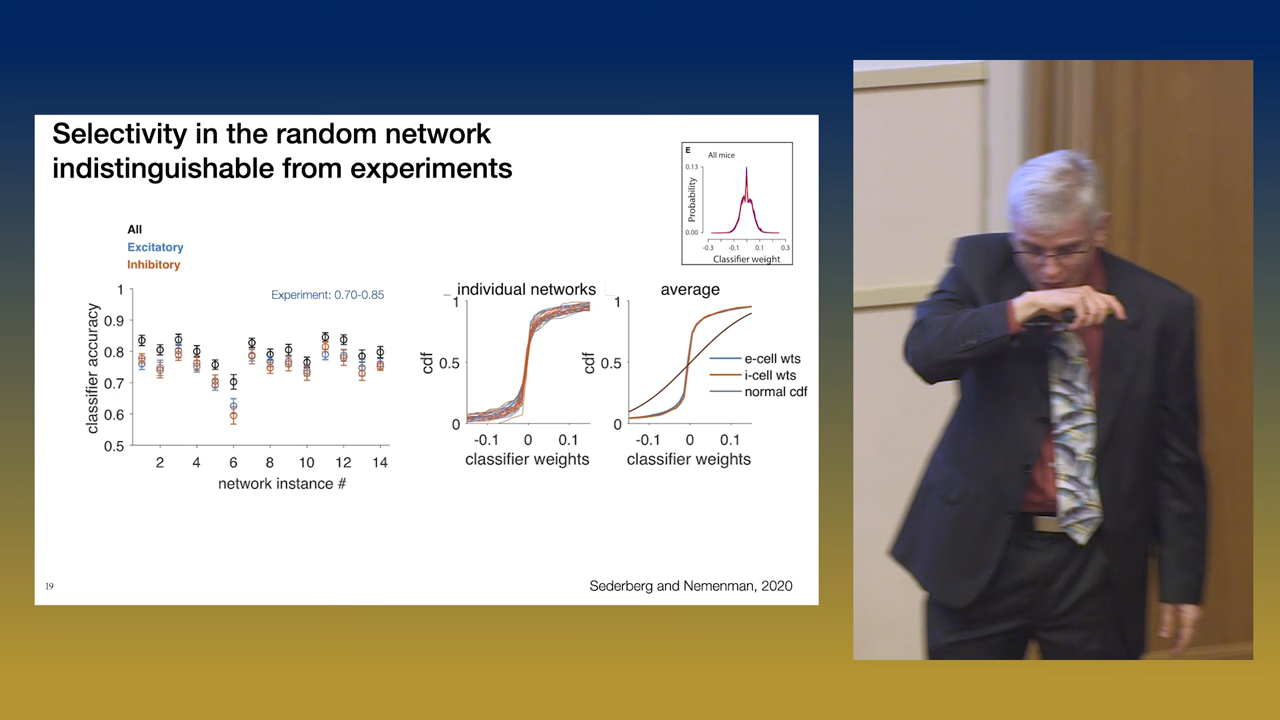 Selectivity in the random network
indistinguishable from experiments
E
All mice
0.13
Probability
0.00
-0.3 -0.1 0.1 0.3
Classifier weight
All
Excitatory
Inhibitory
Experiment: 0.70-0.85
classifier accuracy
1
0.9
0.8
0.7
0.6
0.5
2 4 6 8 10 12 14
network instance #
individual networks
cdf
1
0.5
0
-0.1 0 0.1
classifier weights
average
cdf
1
0.5
0
-0.1 0 0.1
classifier weights
e-cell wts
i-cell wts
normal cdf
19
Sederberg and Nemenman, 2020